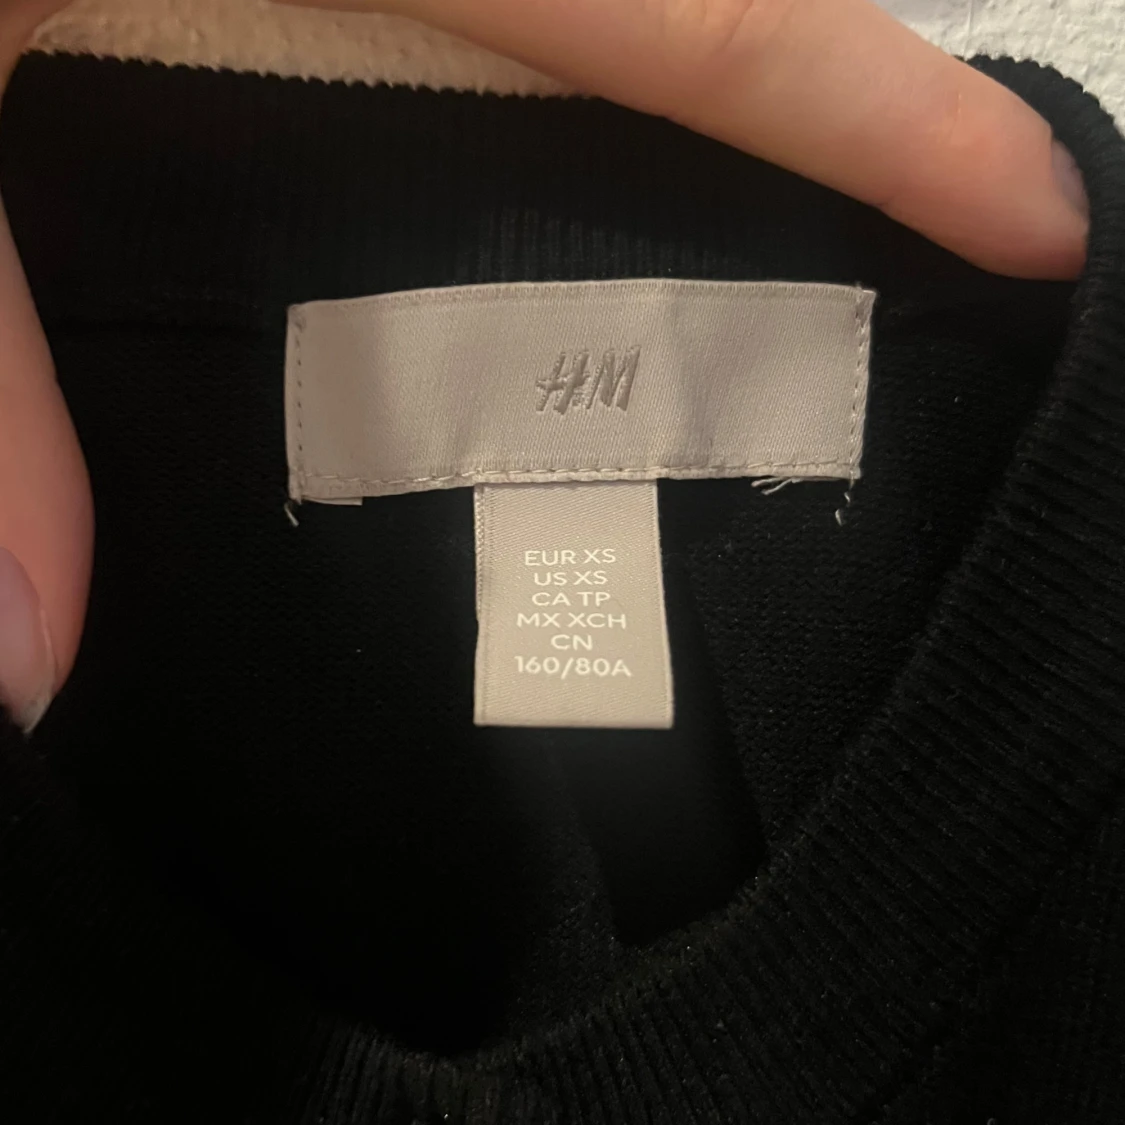 H&M
EUR XS
US XS
CA TP
MX XCH
CN
160/80A